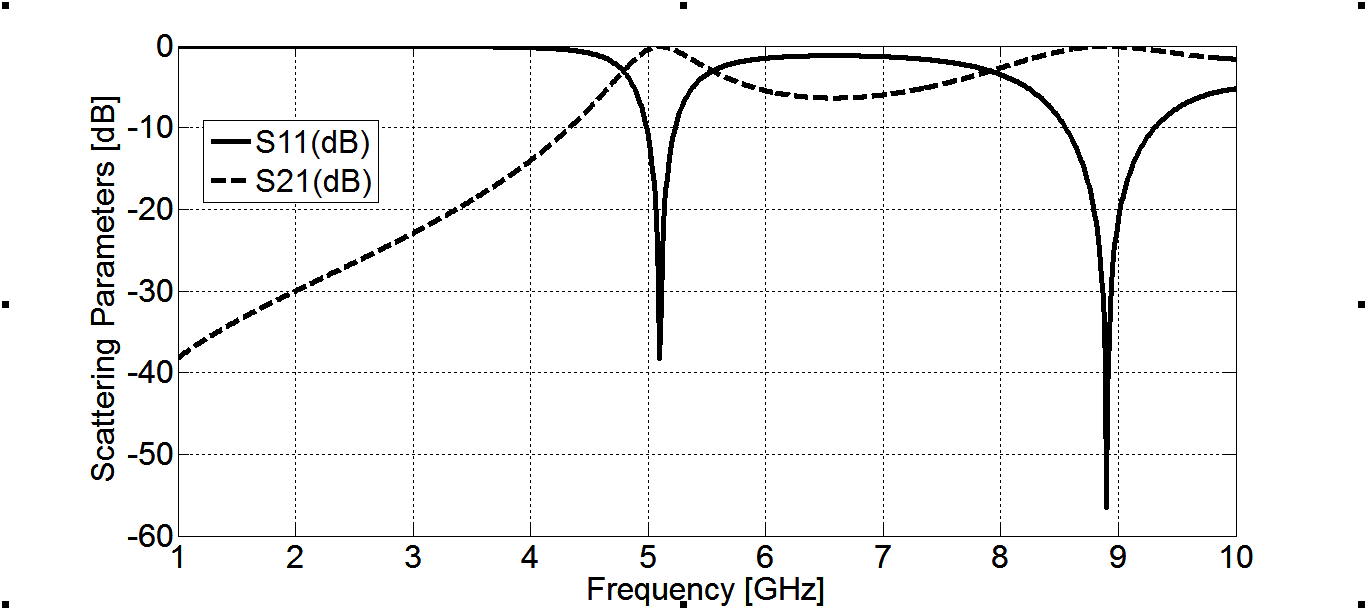 Scattering Parameters [dB]
0
-10
-20
-30
-40
-50
-60
S11(dB)
S21(dB)
1 2 3 4 5 6 7 8 9 10
Frequency [GHz]